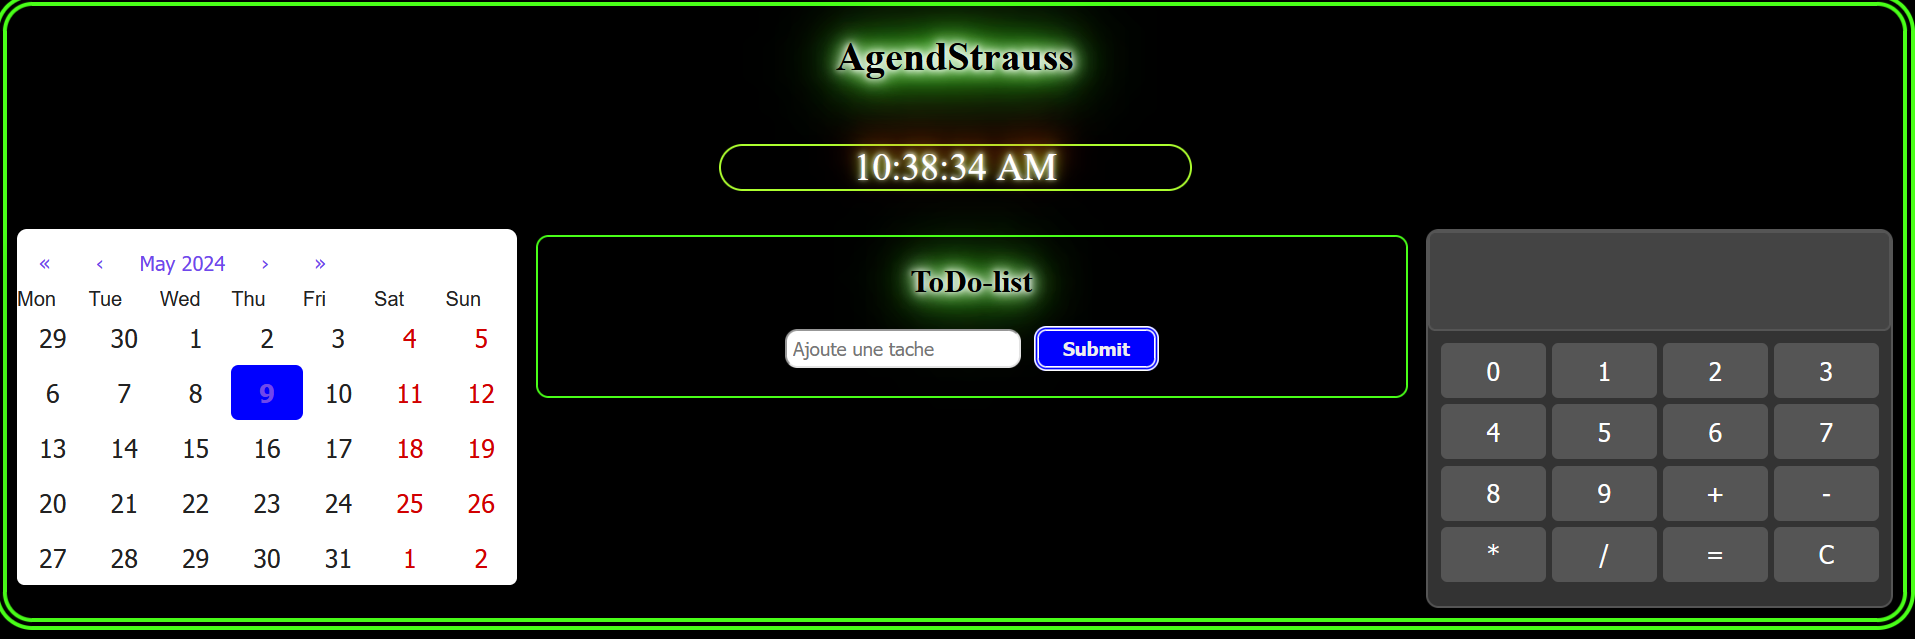 AgendStrauss
10:38:34 AM
« ‹ May 2024 › »
Mon Tue Wed Thu Fri Sat Sun
29 30 1 2 3 4 5
6 7 8 9 10 11 12
13 14 15 16 17 18 19
20 21 22 23 24 25 26
27 28 29 30 31 1 2
ToDo-list
Ajoute une tache Submit
0 1 2 3
4 5 6 7
8 9 + -
* / = C